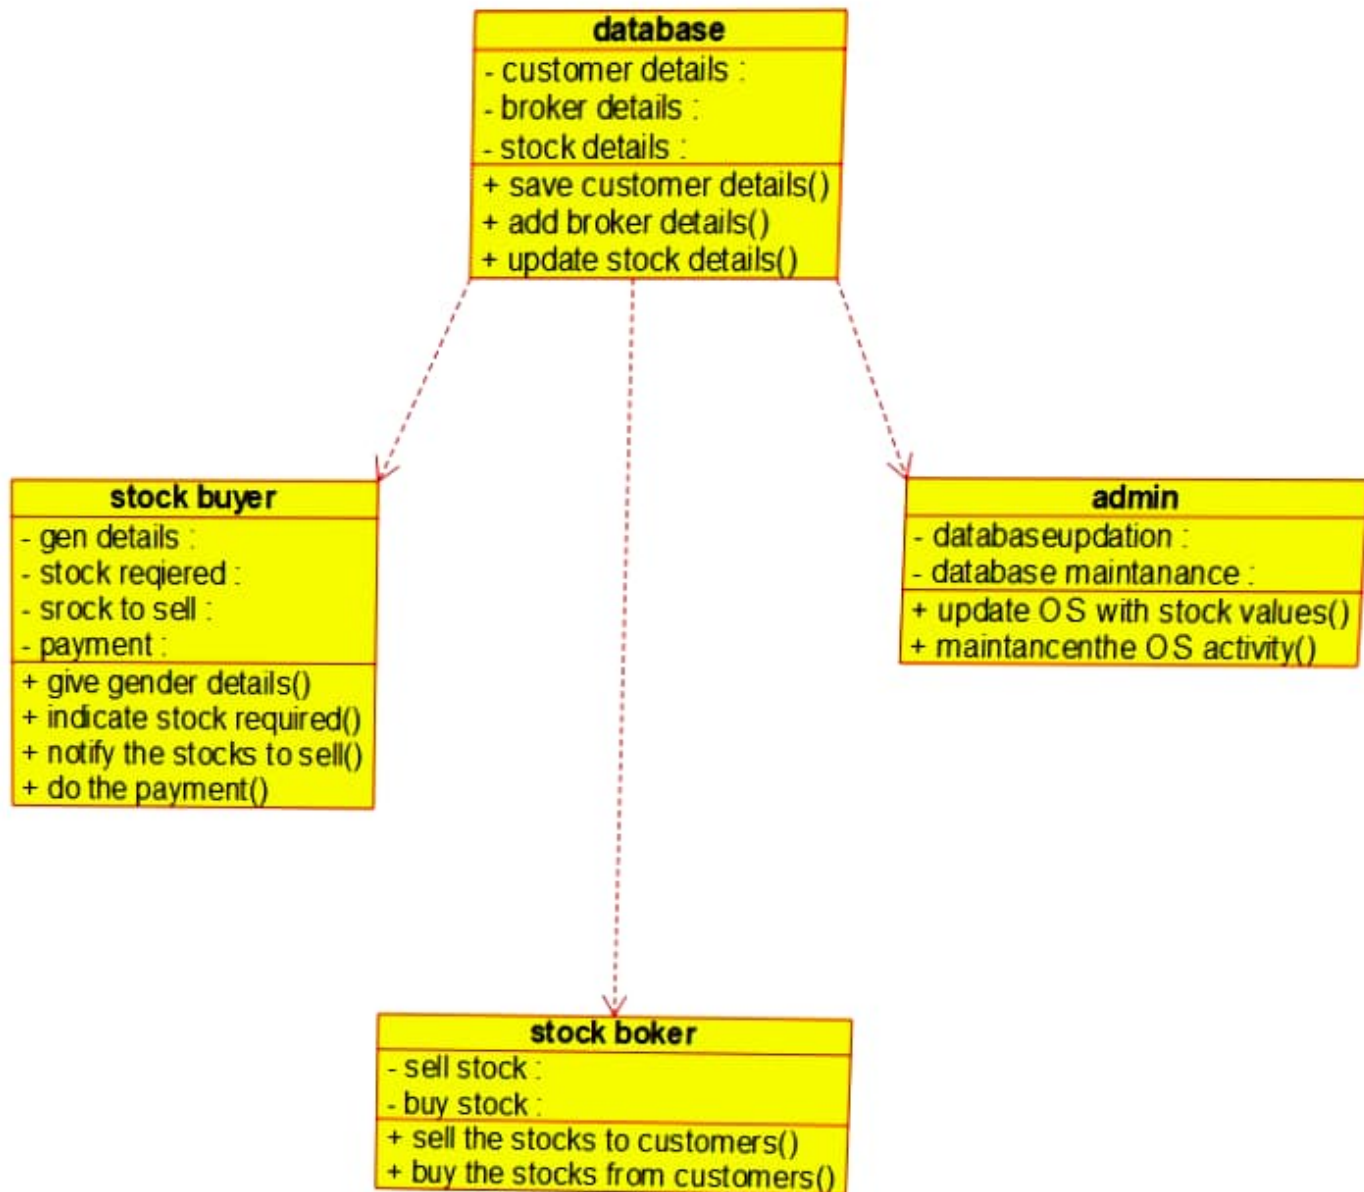 database
- customer details :
- broker details :
- stock details :
+ save customer details()
+ add broker details()
+ update stock details()
stock buyer
- gen details :
- stock reqiered :
- srock to sell :
- payment :
+ give gender details()
+ indicate stock required()
+ notify the stocks to sell()
+ do the payment()
admin
- databaseupdation :
- database maintanance :
+ update OS with stock values()
+ maintancenthe OS activity()
stock boker
- sell stock :
- buy stock :
+ sell the stocks to customers()
+ buy the stocks from customers()